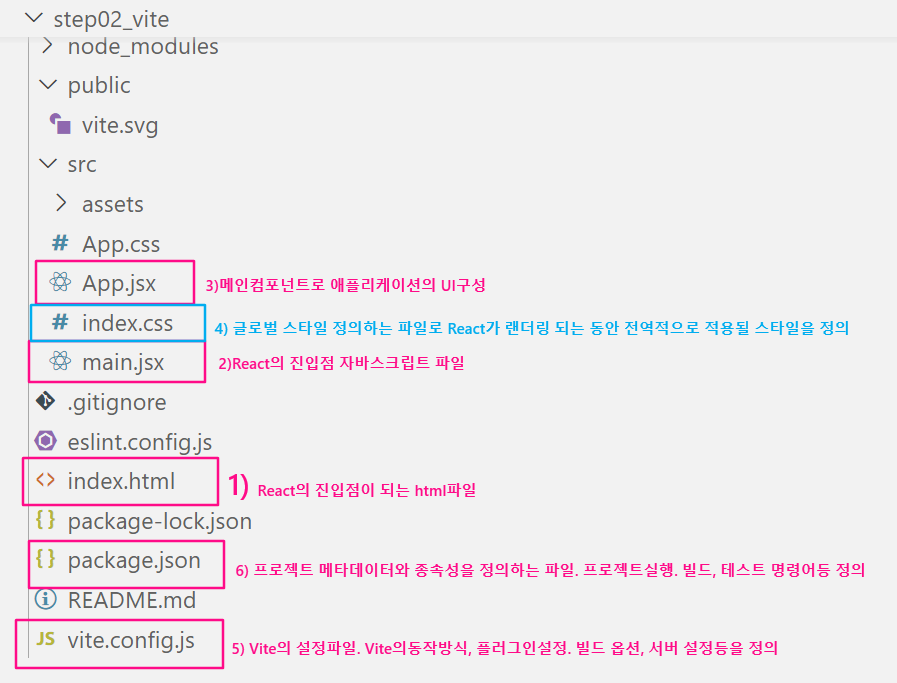 step02_vite
node_modules
public
vite.svg
src
assets
# App.css
App.jsx 3)메인컴포넌트로 애플리케이션의 UI구성
# index.css 4) 글로벌 스타일 정의하는 파일로 React가 랜더링 되는 동안 전역적으로 적용될 스타일을 정의
main.jsx 2)React의 진입점 자바스크립트 파일
.gitignore
eslint.config.js
<> index.html 1) React의 진입점이 되는 html파일
{ } package-lock.json
{ } package.json 6) 프로젝트 메타데이터와 종속성을 정의하는 파일. 프로젝트실행. 빌드, 테스트 명령어등 정의
README.md
JS vite.config.js 5) Vite의 설정파일. Vite의동작방식, 플러그인설정. 빌드 옵션, 서버 설정등을 정의